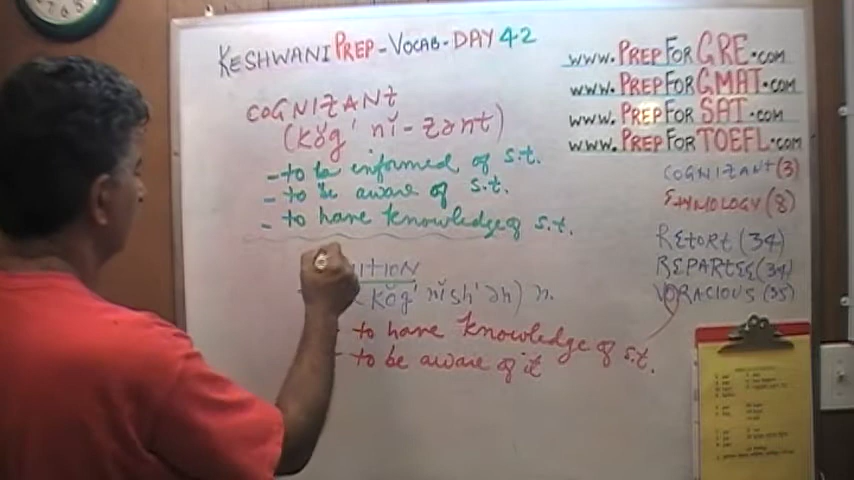 KESHWANI PREP-VOCAB-DAY 42
COGNIZANT
(kŏg' nĭ-zənt)
- to be informed of s.t.
- to be aware of s.t.
- to have knowledge of s.t.
ITION
kŏg' nĭsh' ən) n.
to have knowledge of s.t.
- to be aware of it
www.PREPFORGRE.com
www.PREPFORGMAT.com
www.PREPFORSAT.com
www.PREPFORTOEFL.com
COGNIZANT (3)
ETYMOLOGY (8)
RETORT (34)
REPARTEE (34)
VORACIOUS (35)